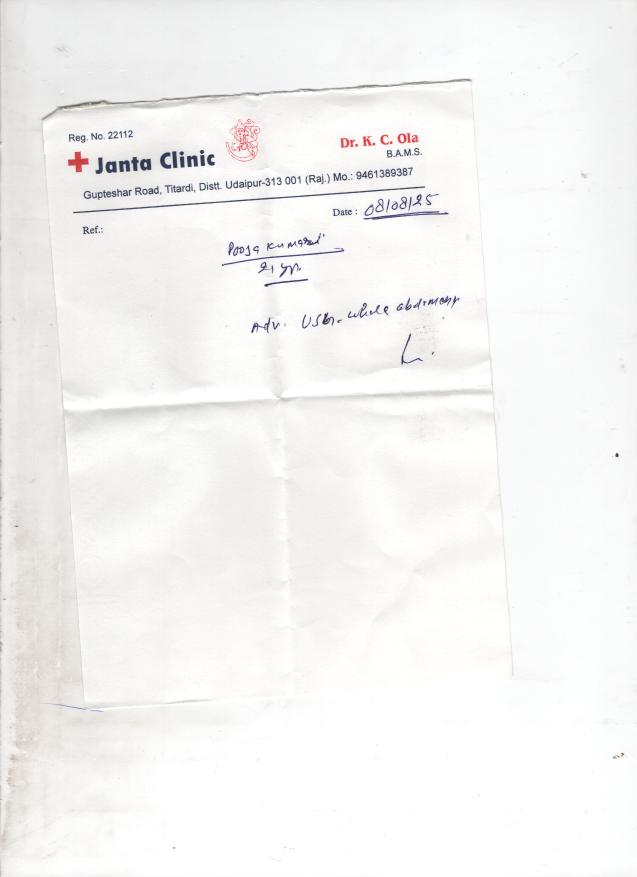 Reg. No. 22112
Janta Clinic
Dr. K. C. Ola
B.A.M.S.
Gupteshar Road, Titardi, Distt. Udaipur-313 001 (Raj.) Mo.: 9461389387
Date : 08/08/25
Ref.:
Pooja Kumari
21 yr.
Adv. USG. whole abdomen